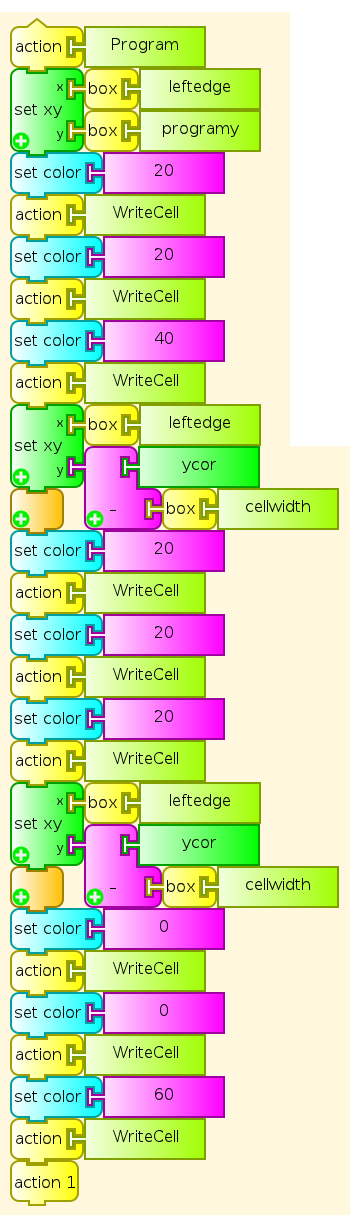 action Program
set xy x box leftedge
y box programy
set color 20
action WriteCell
set color 20
action WriteCell
set color 40
action WriteCell
set xy x box leftedge
y ycor
- box cellwidth
set color 20
action WriteCell
set color 20
action WriteCell
set color 20
action WriteCell
set xy x box leftedge
y ycor
- box cellwidth
set color 0
action WriteCell
set color 0
action WriteCell
set color 60
action WriteCell
action 1